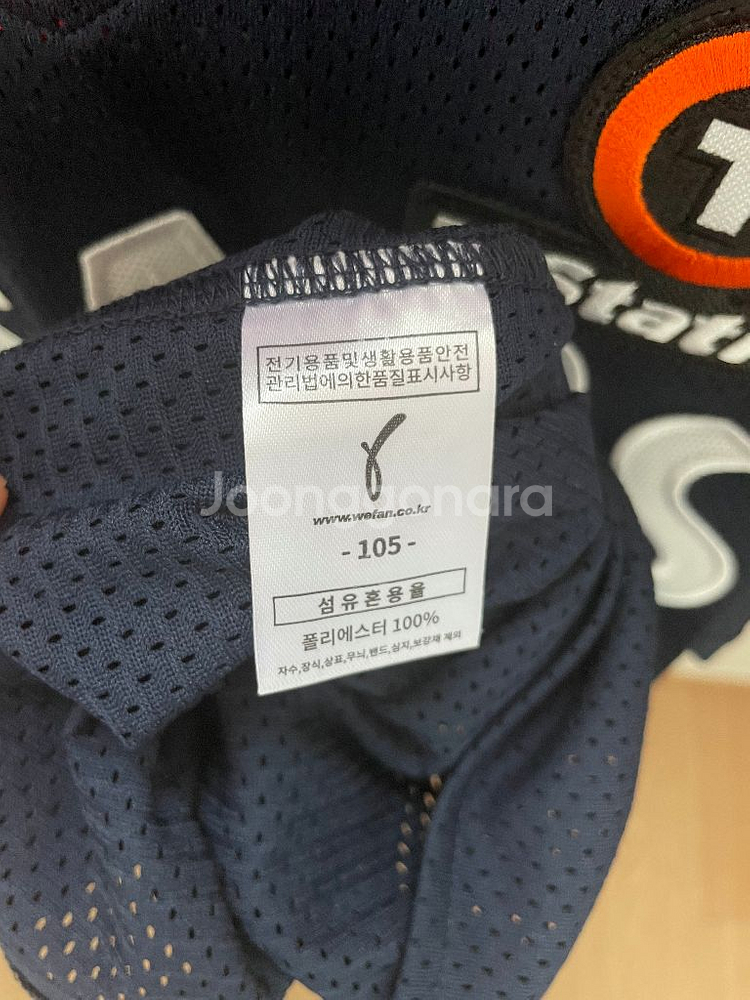 T
Stati
S
전기용품및생활용품안전
관리법에의한품질표시사항
Joonggonara
www.wefan.co.kr
- 105 -
섬유혼용율
폴리에스터 100%
자수,장식,상표,무늬,밴드,심지,보강재 제외